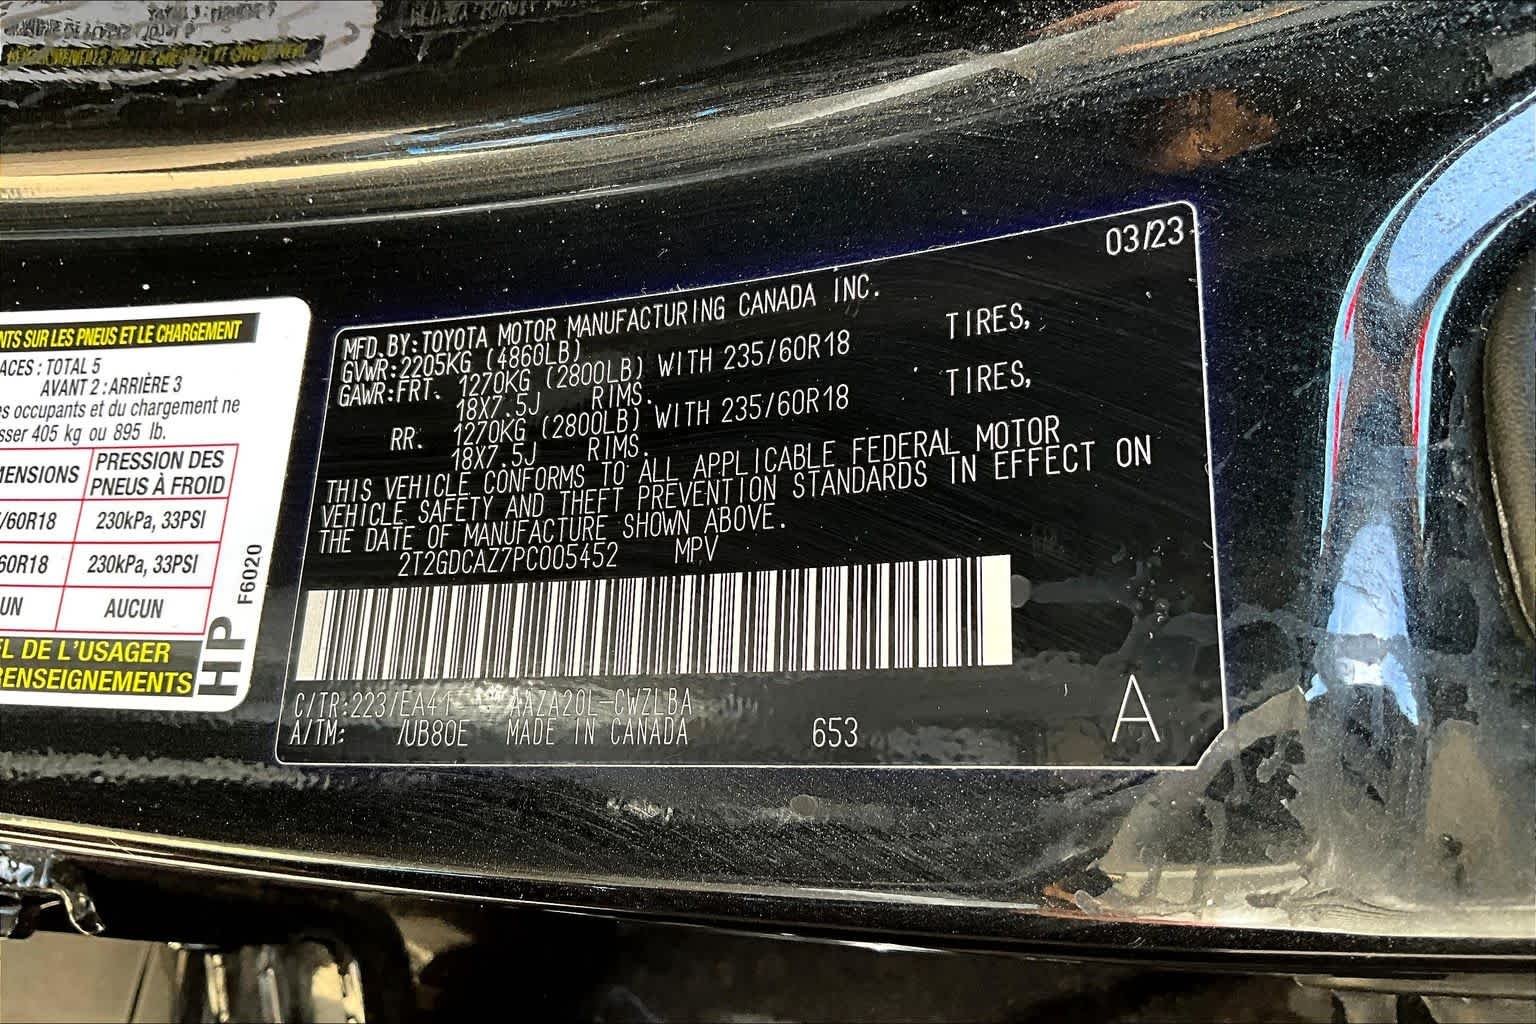 NTS SUR LES PNEUS ET LE CHARGEMENT
ACES : TOTAL 5
AVANT 2 : ARRIÈRE 3
es occupants et du chargement ne
sser 405 kg ou 895 lb.
MENSIONS
PRESSION DES
PNEUS À FROID
/60R18
230kPa, 33PSI
60R18
230kPa, 33PSI
UN
AUCUN
EL DE L'USAGER
RENSEIGNEMENTS
HP
F6020
03/23
MFD.BY:TOYOTA MOTOR MANUFACTURING CANADA INC.
GVWR:2205KG (4860LB)
GAWR:FRT. 1270KG (2800LB) WITH 235/60R18 TIRES,
18X7.5J RIMS.
RR. 1270KG (2800LB) WITH 235/60R18 TIRES,
18X7.5J RIMS.
THIS VEHICLE CONFORMS TO ALL APPLICABLE FEDERAL MOTOR
VEHICLE SAFETY AND THEFT PREVENTION STANDARDS IN EFFECT ON
THE DATE OF MANUFACTURE SHOWN ABOVE.
2T2GDCAZ7PC005452 MPV
C/TR:223/EA41 AAZA20L-CWZLBA
A/TM: /UB80E MADE IN CANADA
653
A